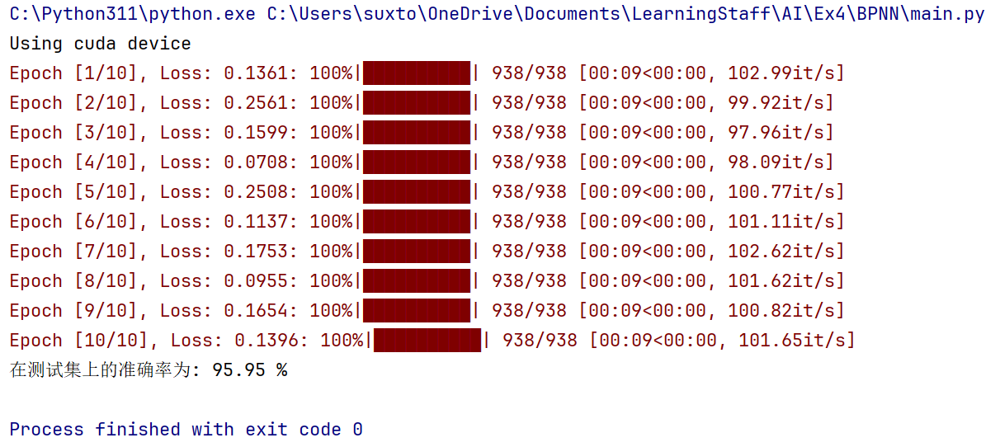 C:\Python311\python.exe C:\Users\suxto\OneDrive\Documents\LearningStaff\AI\Ex4\BPNN\main.py
Using cuda device
Epoch [1/10], Loss: 0.1361: 100%|██████████| 938/938 [00:09<00:00, 102.99it/s]
Epoch [2/10], Loss: 0.2561: 100%|██████████| 938/938 [00:09<00:00, 99.92it/s]
Epoch [3/10], Loss: 0.1599: 100%|██████████| 938/938 [00:09<00:00, 97.96it/s]
Epoch [4/10], Loss: 0.0708: 100%|██████████| 938/938 [00:09<00:00, 98.09it/s]
Epoch [5/10], Loss: 0.2508: 100%|██████████| 938/938 [00:09<00:00, 100.77it/s]
Epoch [6/10], Loss: 0.1137: 100%|██████████| 938/938 [00:09<00:00, 101.11it/s]
Epoch [7/10], Loss: 0.1753: 100%|██████████| 938/938 [00:09<00:00, 102.62it/s]
Epoch [8/10], Loss: 0.0955: 100%|██████████| 938/938 [00:09<00:00, 101.62it/s]
Epoch [9/10], Loss: 0.1654: 100%|██████████| 938/938 [00:09<00:00, 100.82it/s]
Epoch [10/10], Loss: 0.1396: 100%|██████████| 938/938 [00:09<00:00, 101.65it/s]
在测试集上的准确率为: 95.95 %
Process finished with exit code 0